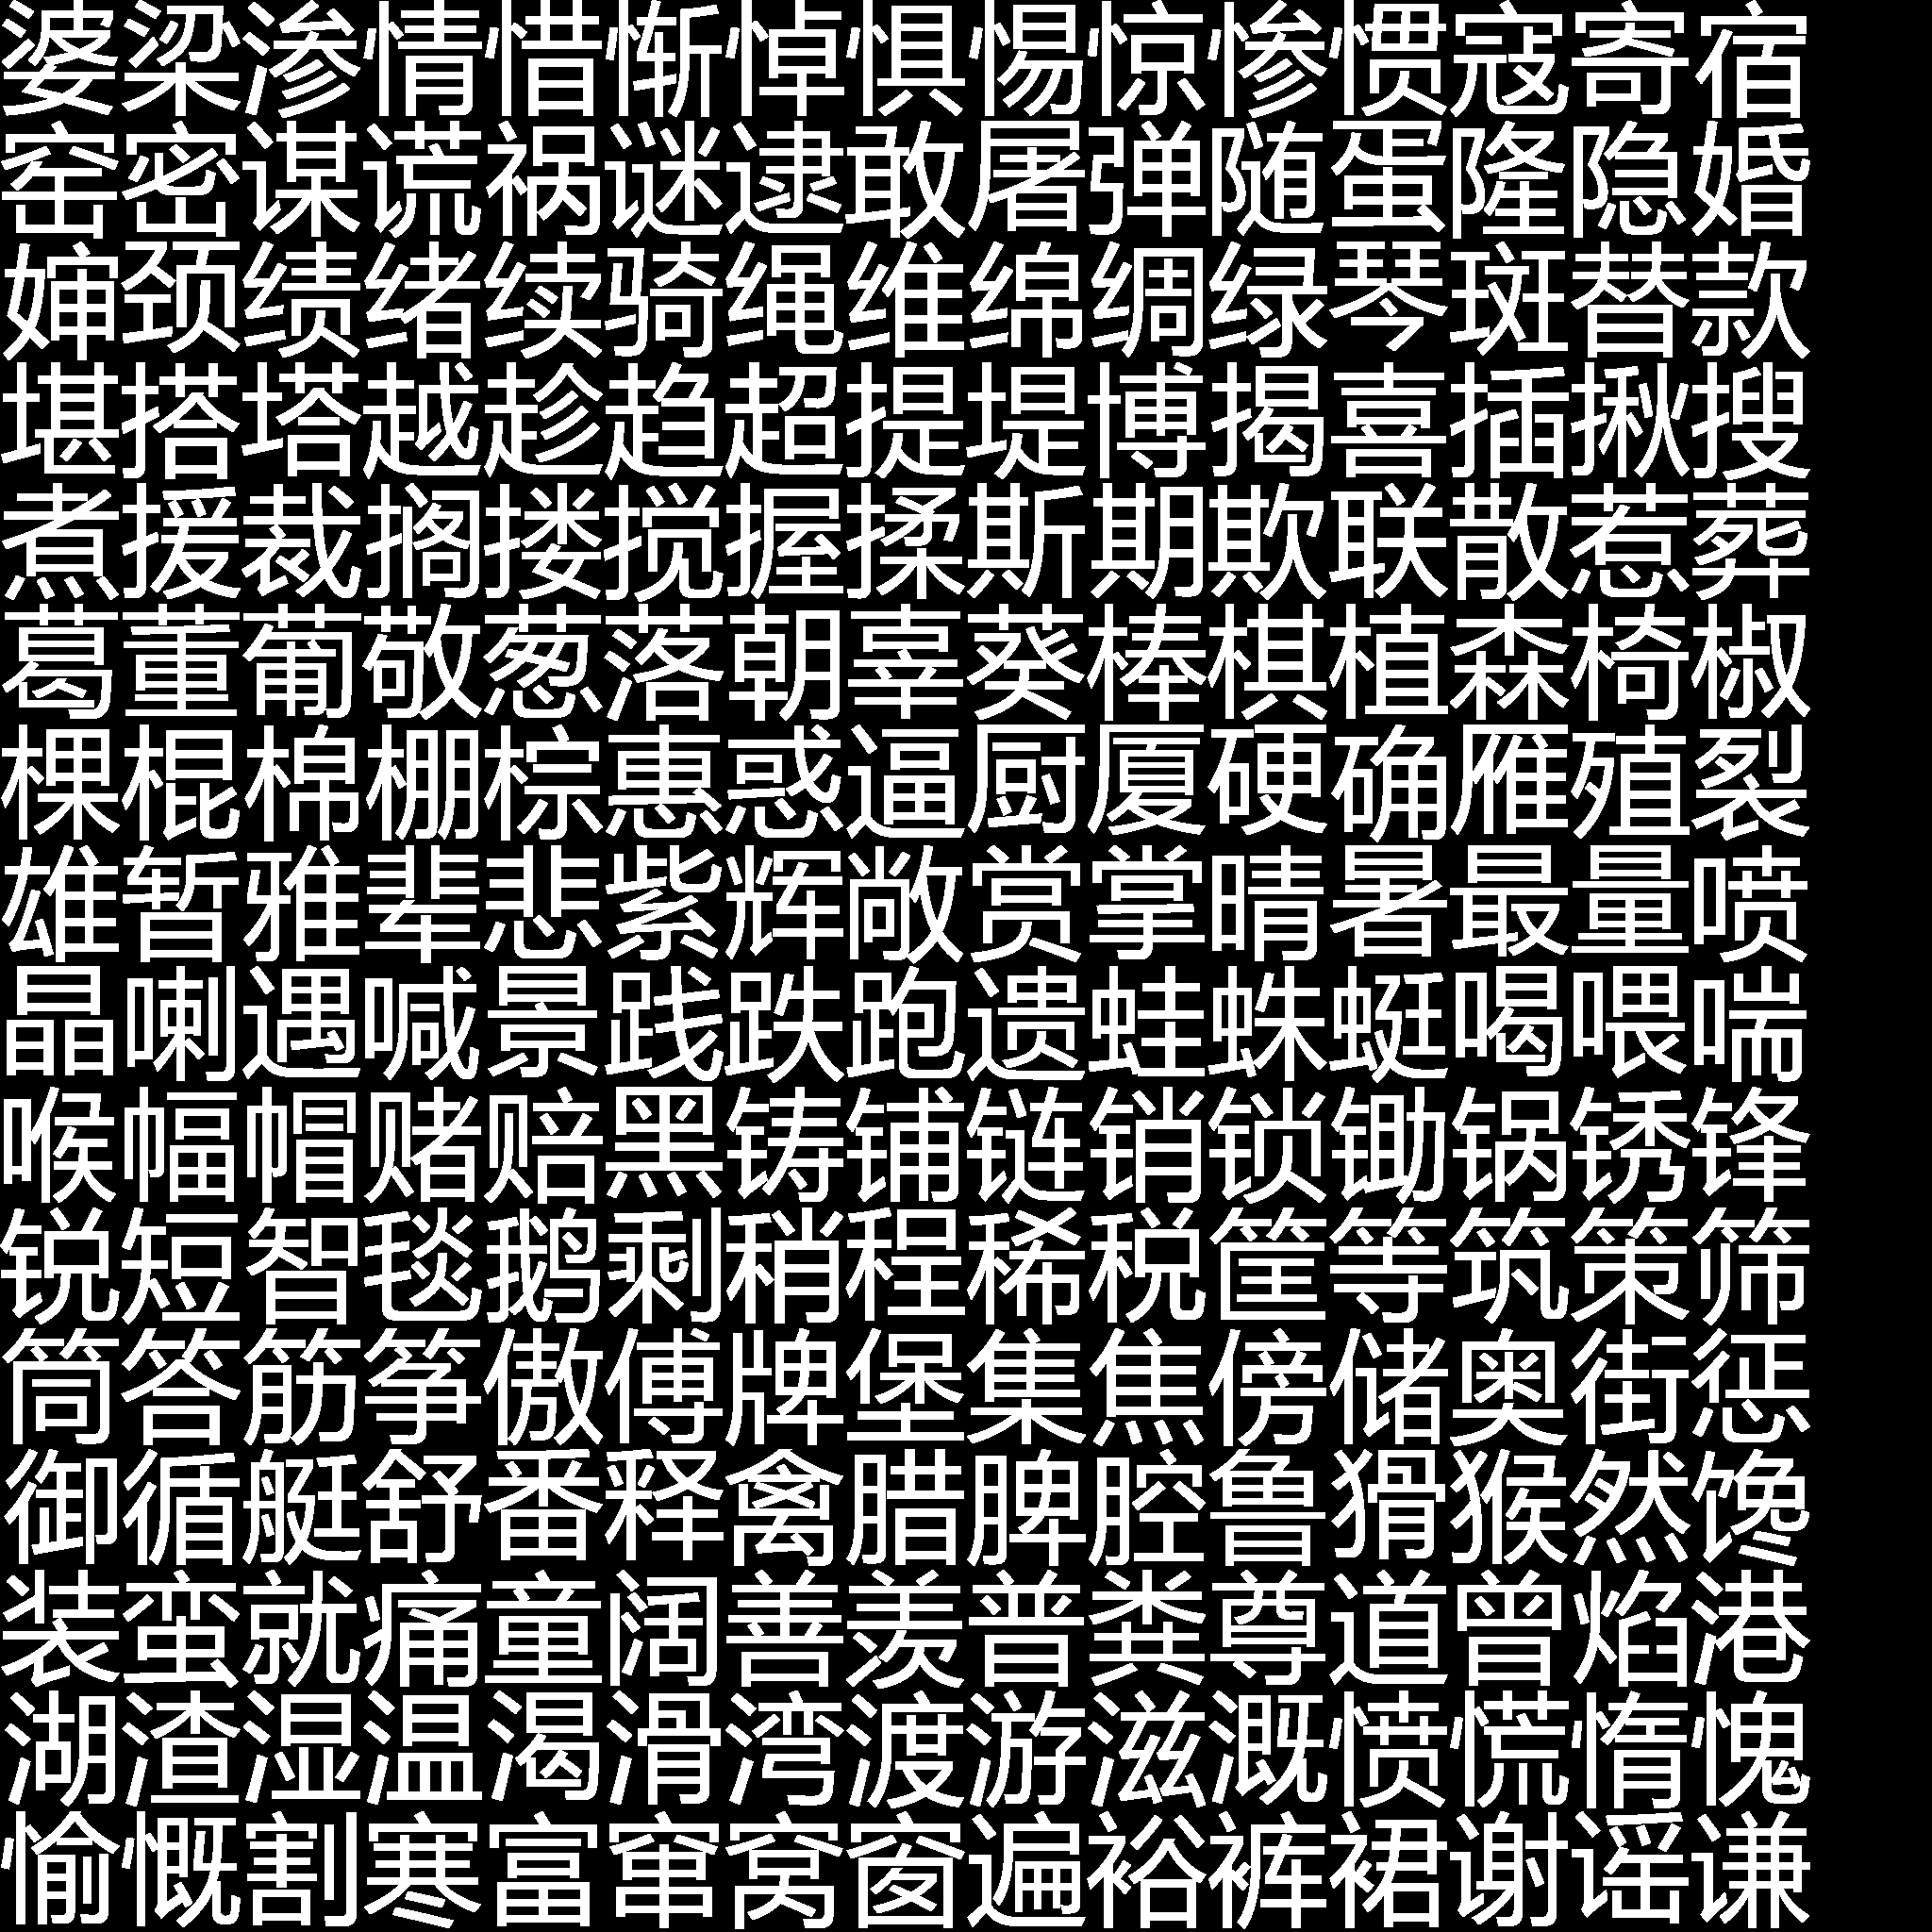 婆梁渗情惜惭悼惧惕惊惨惯寇寄宿
窑密谋谎祸谜逮敢屠弹随蛋隆隐婚
婶颈绩绪续骑绳维绵绸绿琴斑替款
堪搭塔越趁趋超提堤博揭喜插揪搜
煮援裁搁搂搅握揉斯期欺联散惹葬
葛董葡敬葱落朝辜葵棒棋植森椅椒
棵棍棉棚棕惠惑逼厨厦硬确雁殖裂
雄暂雅辈悲紫辉敞赏掌晴暑最量喷
晶喇遇喊景践跌跑遗蛙蛛蜓喝喂喘
喉幅帽赌赔黑铸铺链销锁锄锅锈锋
锐短智毯鹅剩稍程稀税筐等筑策筛
筒答筋筝傲傅牌堡集焦傍储奥街惩
御循艇舒番释禽腊脾腔鲁猾猴然馋
装蛮就痛童阔善羡普粪尊道曾焰港
湖渣湿温渴滑湾渡游滋溉愤慌惰愧
愉慨割寒富窜窝窗遍裕裤裙谢谣谦